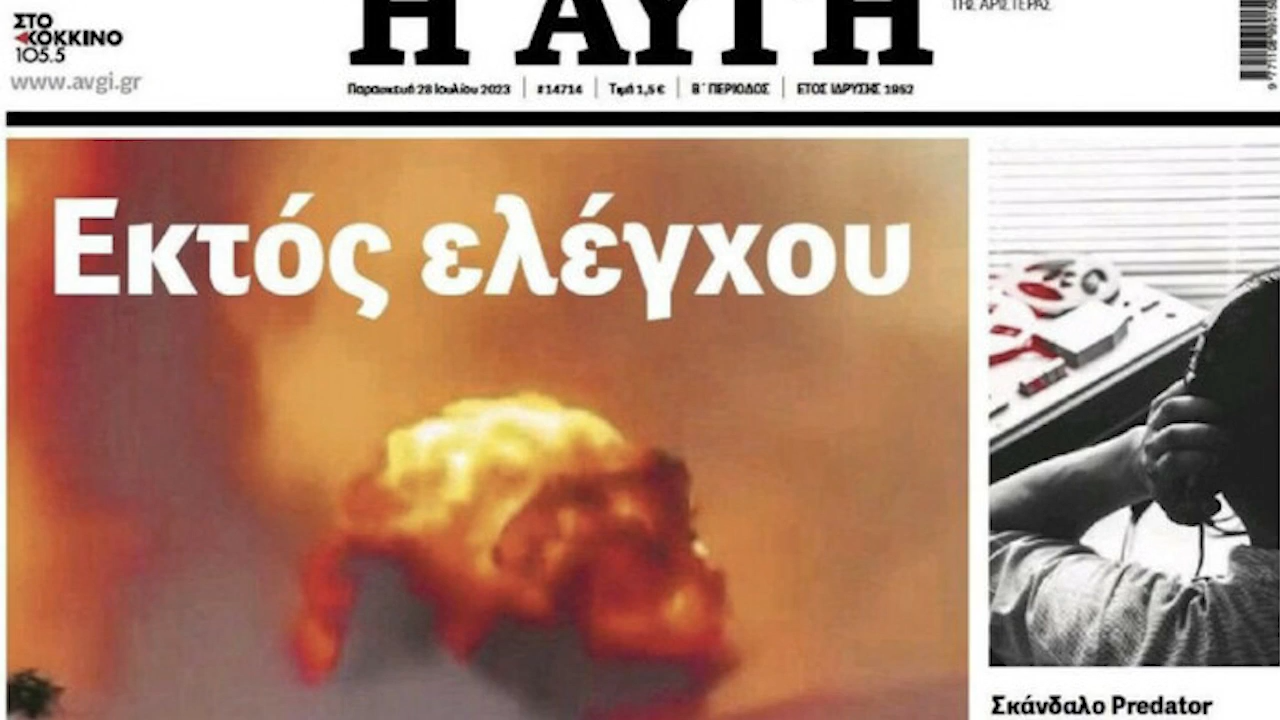 ΣΤΟ
ΚΟΚΚΙΝΟ
105.5
www.avgi.gr
Η ΑΥΓΗ
ΤΗΣ ΑΡΙΣΤΕΡΑΣ
Παρασκευή 28 Ιουλίου 2023 | #14714 | Τιμή 1,5 € | Β΄ ΠΕΡΙΟΔΟΣ | ΕΤΟΣ ΙΔΡΥΣΗΣ 1952
Εκτός ελέγχου
Σκάνδαλο Predator